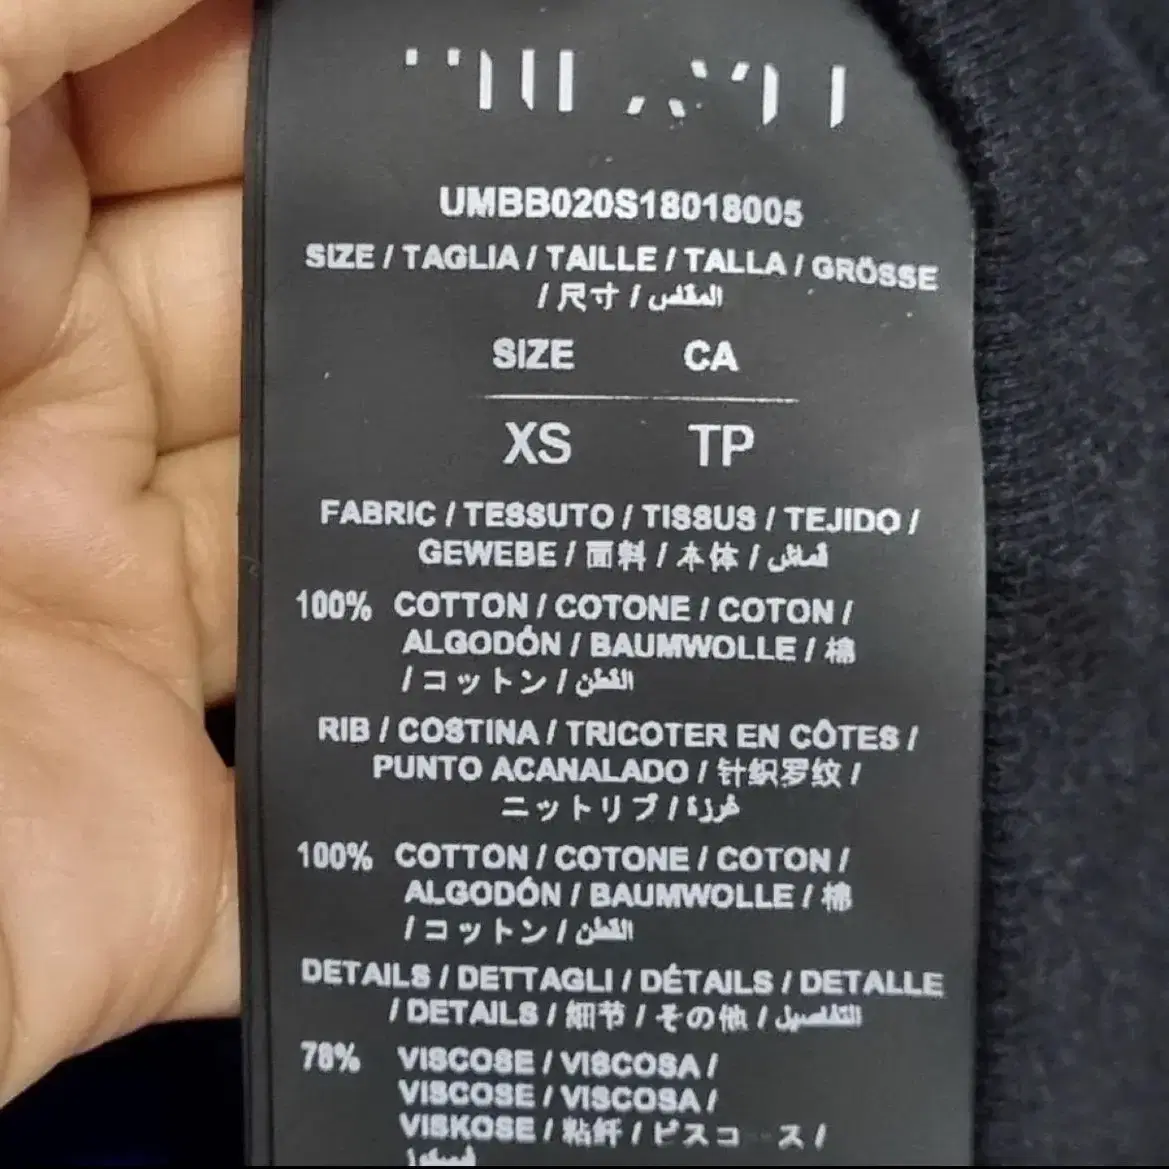 UMBB020S18018005
SIZE / TAGLIA / TAILLE / TALLA / GRÖSSE
/ 尺寸 / المقاس
SIZE CA
XS TP
FABRIC / TESSUTO / TISSUS / TEJIDO /
GEWEBE / 面料 / 本体 / قماش
100% COTTON / COTONE / COTON /
ALGODÓN / BAUMWOLLE / 棉
/ コットン / القطن
RIB / COSTINA / TRICOTER EN CÔTES /
PUNTO ACANALADO / 针织罗纹 /
ニットリブ / غرزة
100% COTTON / COTONE / COTON /
ALGODÓN / BAUMWOLLE / 棉
/ コットン / القطن
DETAILS / DETTAGLI / DÉTAILS / DETALLE
/ DETAILS / 细节 / その他 / التفاصيل
78% VISCOSE / VISCOSA /
VISCOSE / VISCOSA /
VISKOSE / 粘纤 / ビスコース /